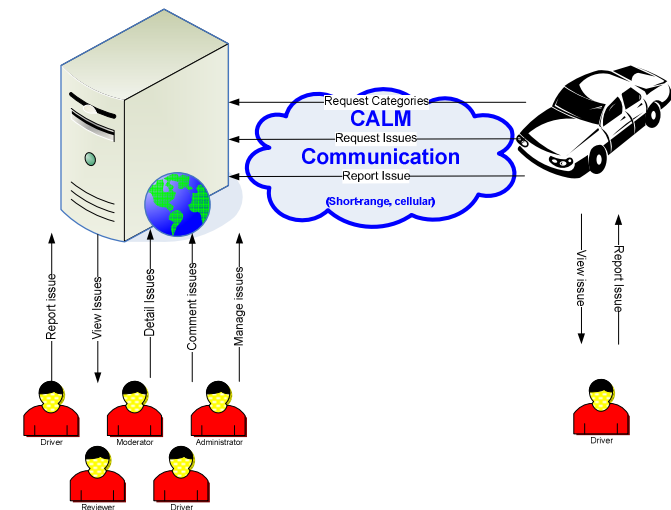 Request Categories
CALM
Request Issues
Communication
Report Issue
(Short-range, cellular)
Report issue
View Issues
Detail Issues
Comment issues
Manage issues
View issue
Report Issue
Driver
Moderator
Administrator
Driver
Reviewer
Driver